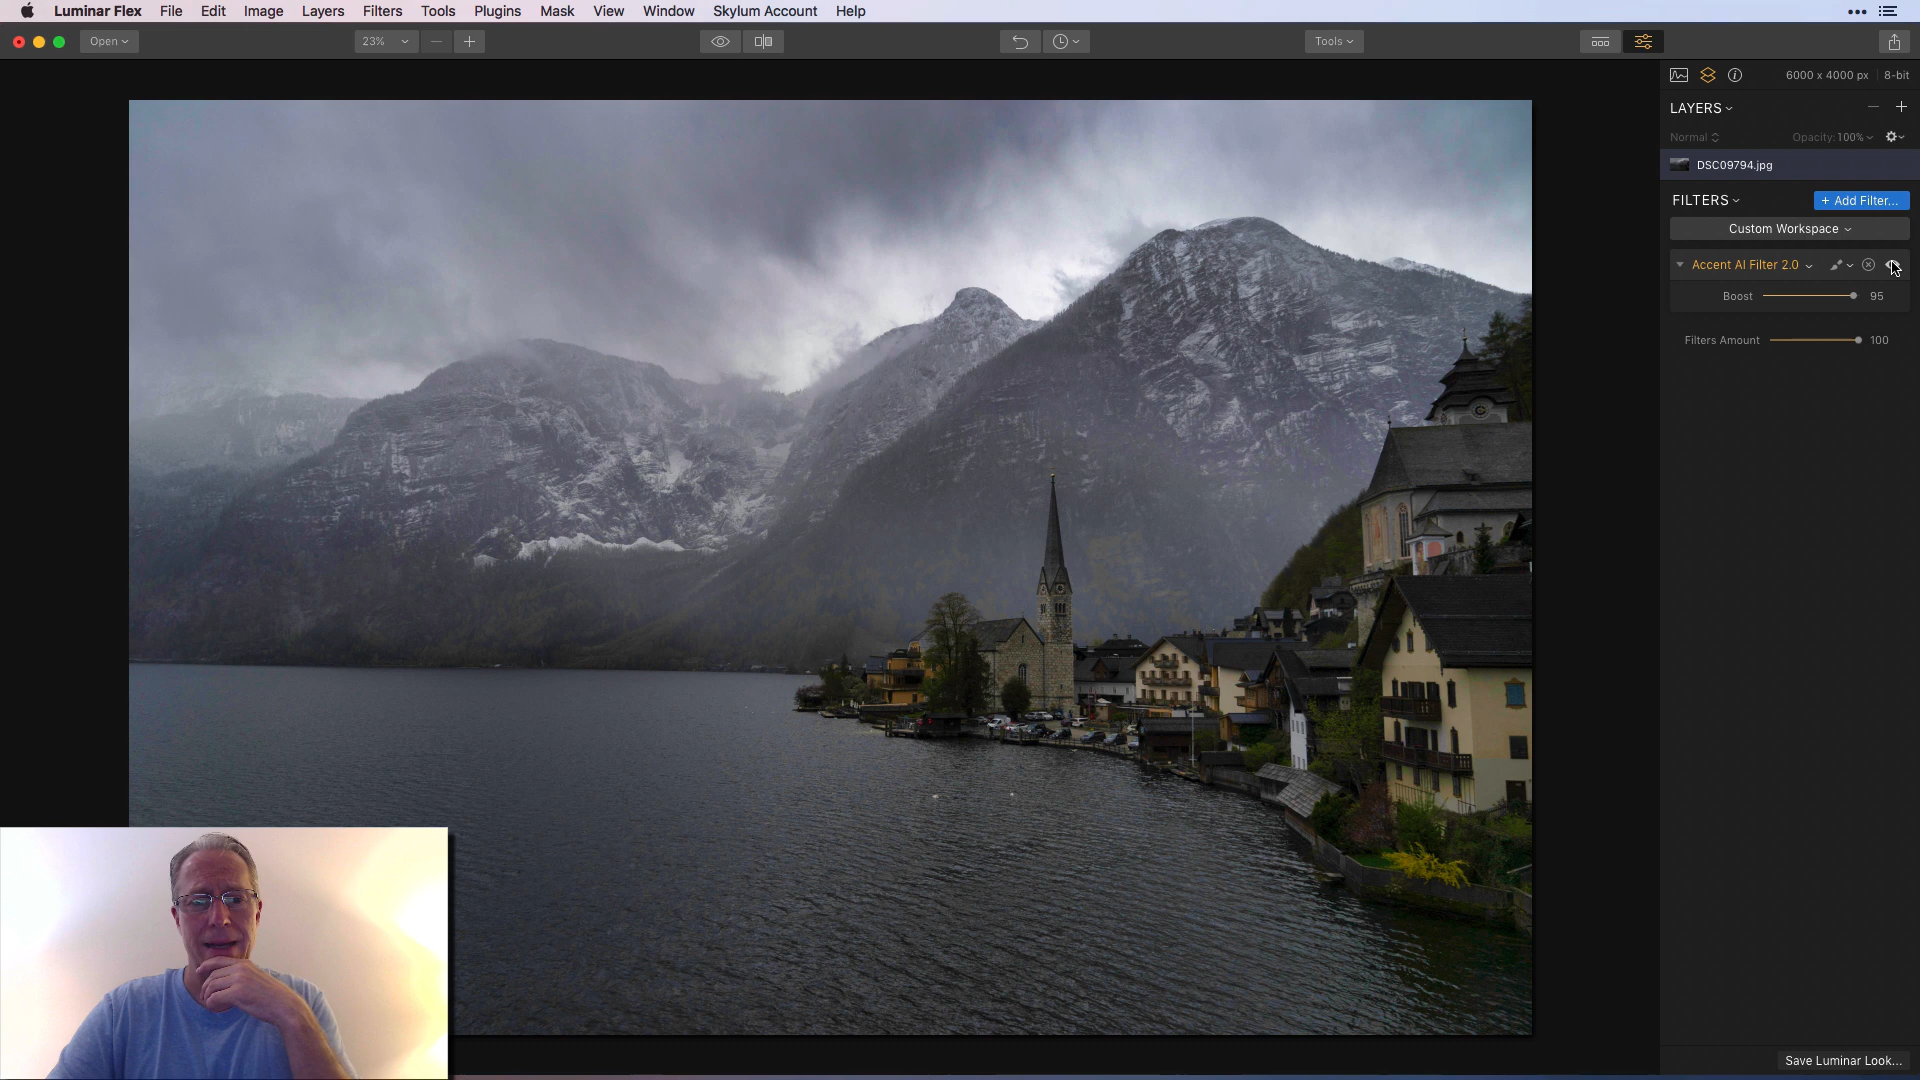 Luminar Flex File Edit Image Layers Filters Tools Plugins Mask View Window Skylum Account Help
Open 23% Tools
6000 x 4000 px 8-bit
LAYERS
Normal Opacity: 100%
DSC09794.jpg
FILTERS + Add Filter...
Custom Workspace
Accent AI Filter 2.0
Boost 95
Filters Amount 100
Save Luminar Look...